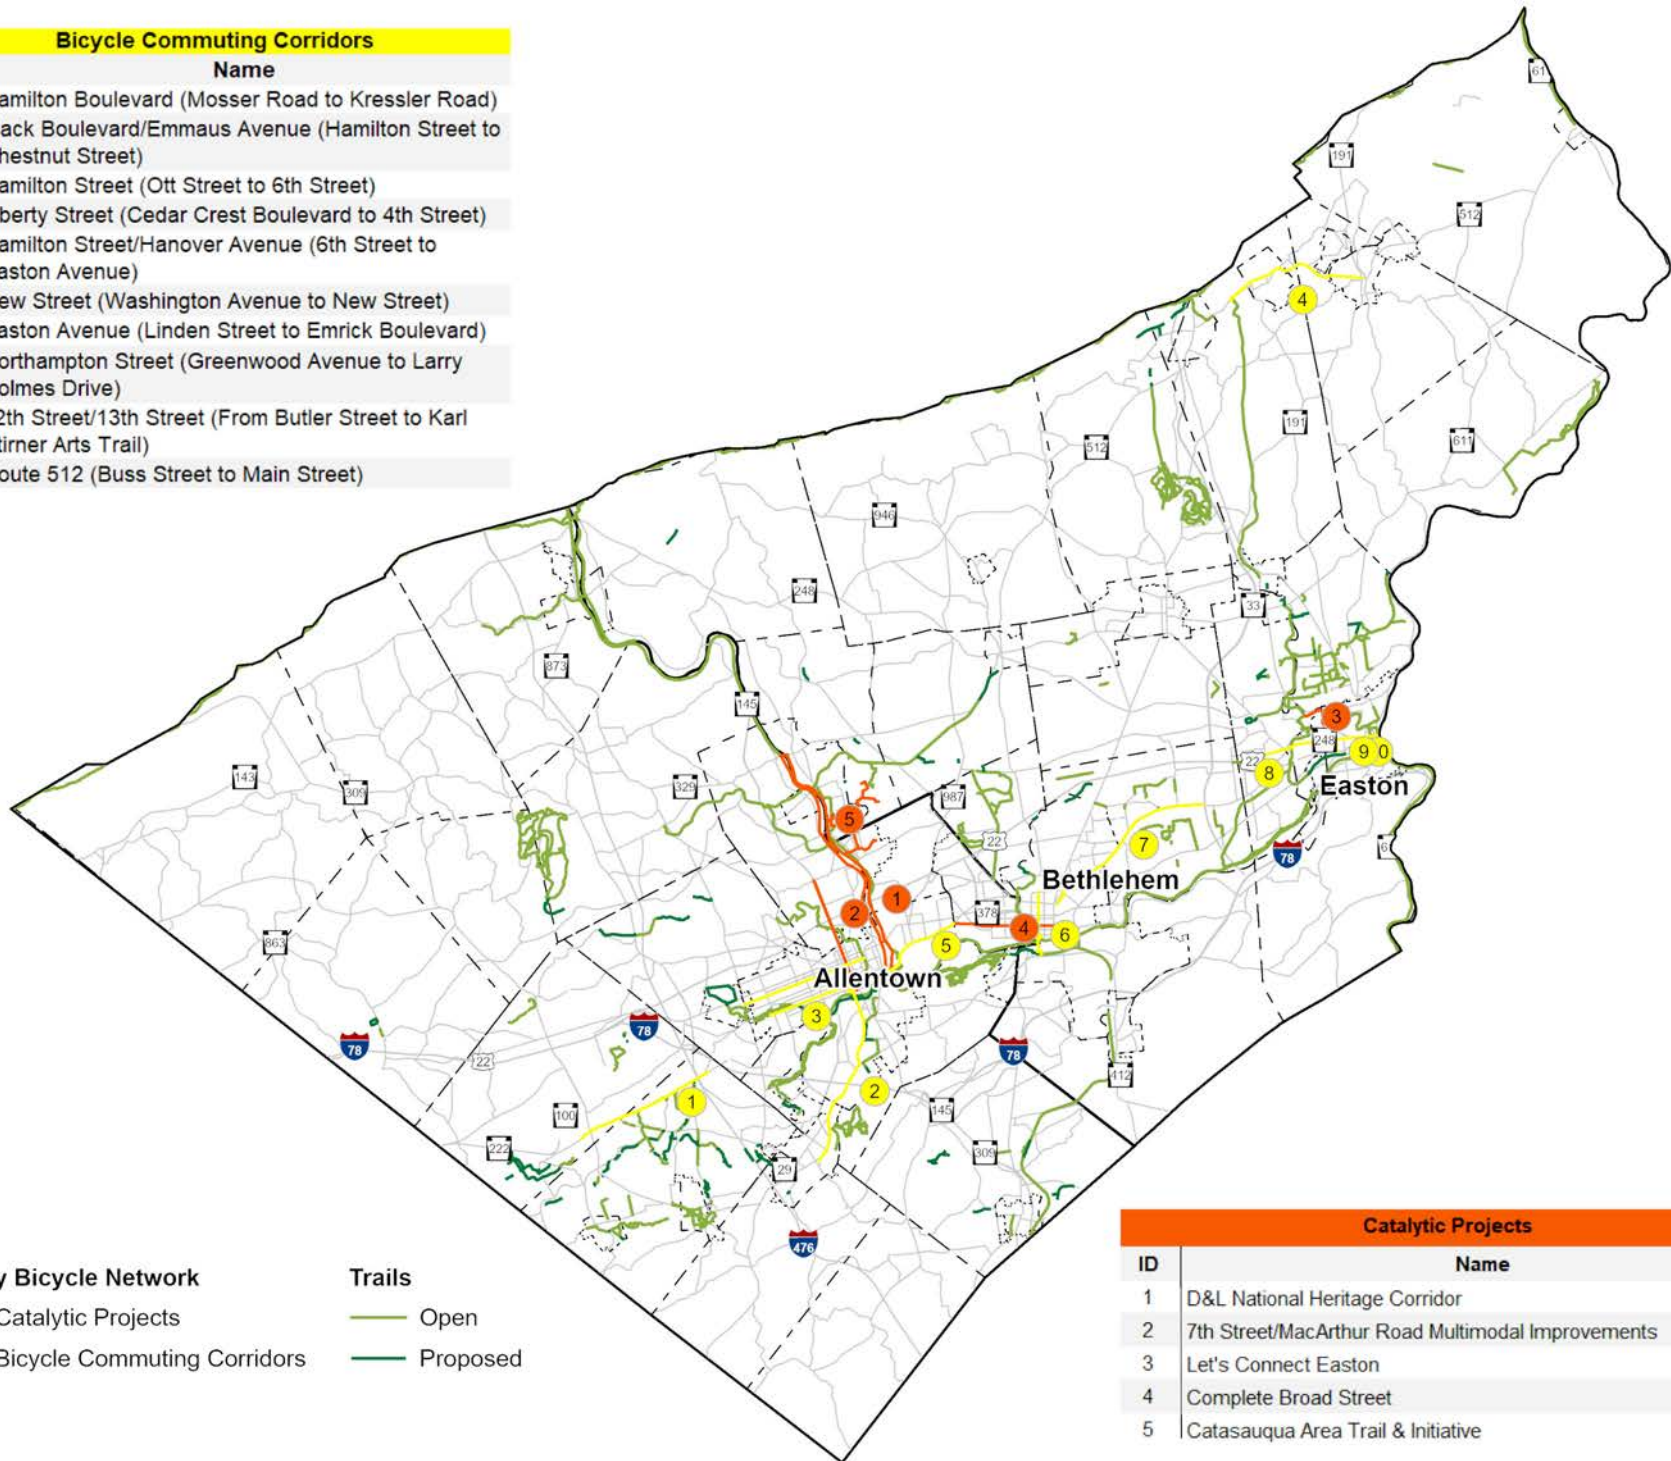 Bicycle Commuting Corridors
Name
amilton Boulevard (Mosser Road to Kressler Road)
ack Boulevard/Emmaus Avenue (Hamilton Street to
hestnut Street)
amilton Street (Ott Street to 6th Street)
berty Street (Cedar Crest Boulevard to 4th Street)
amilton Street/Hanover Avenue (6th Street to
aston Avenue)
ew Street (Washington Avenue to New Street)
aston Avenue (Linden Street to Emrick Boulevard)
orthampton Street (Greenwood Avenue to Larry
olmes Drive)
2th Street/13th Street (From Butler Street to Karl
tirner Arts Trail)
oute 512 (Buss Street to Main Street)
61
191
512
4
191
611
512
946
248
33
873
145
3
248
9 0
22
8
Easton
143
309
329
987
5
22
7
78
6
Bethlehem
1
2
378
4
6
5
863
Allentown
3
78
78
22
78
412
2
1
145
100
222
309
29
476
y Bicycle Network
Catalytic Projects
Bicycle Commuting Corridors
Trails
Open
Proposed
Catalytic Projects
ID Name
1 D&L National Heritage Corridor
2 7th Street/MacArthur Road Multimodal Improvements
3 Let's Connect Easton
4 Complete Broad Street
5 Catasauqua Area Trail & Initiative